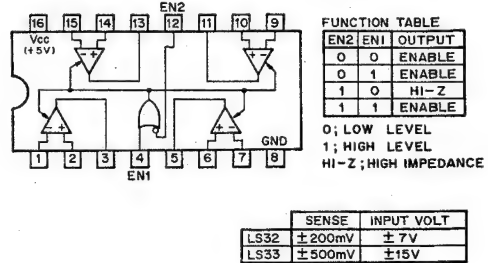 EN2
16 15 14 13 12 11 10 9
Vcc
(+5V)
- +
+ -
- +
+ -
GND
1 2 3 4 5 6 7 8
EN1
FUNCTION TABLE
EN2 EN1 OUTPUT
0 0 ENABLE
0 1 ENABLE
1 0 HI-Z
1 1 ENABLE
0; LOW LEVEL
1; HIGH LEVEL
HI-Z; HIGH IMPEDANCE
SENSE INPUT VOLT
LS32 ±200mV ±7V
LS33 ±500mV ±15V